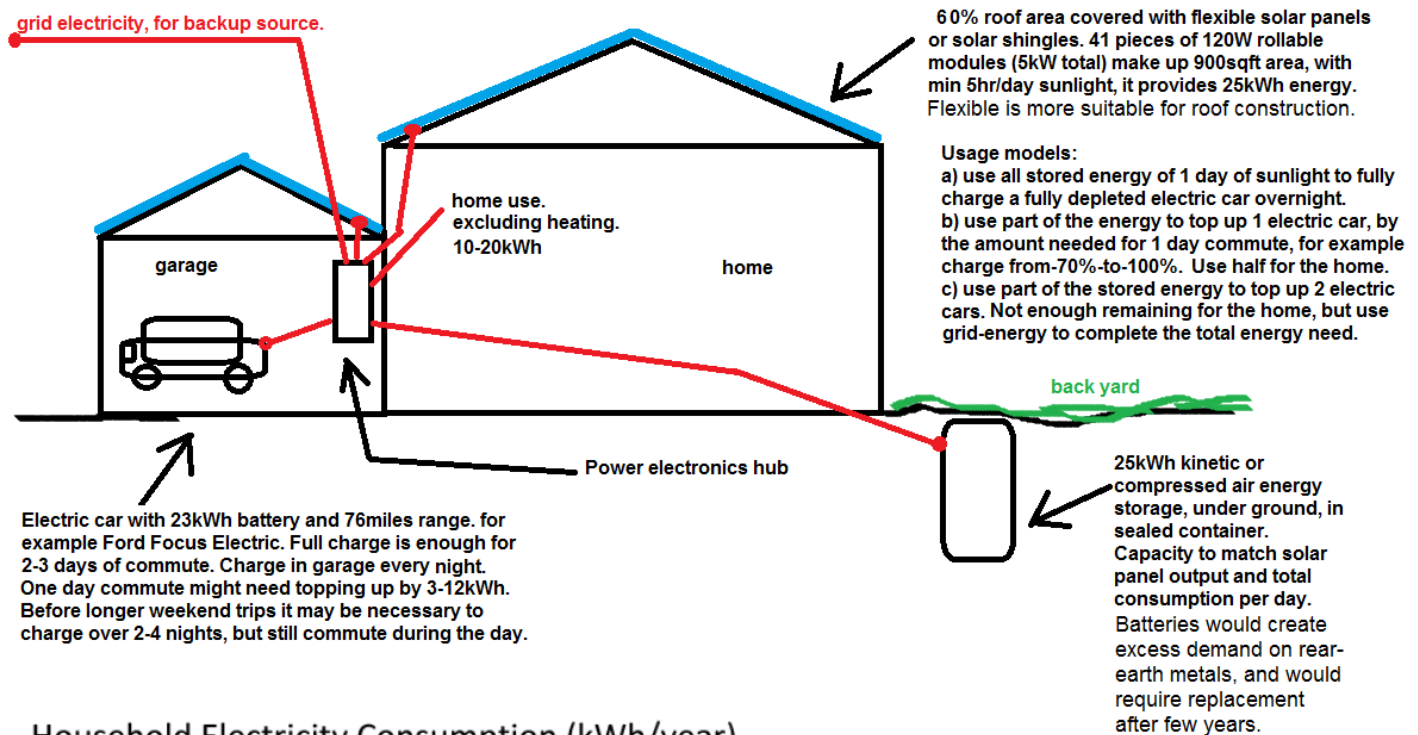 grid electricity, for backup source.
60% roof area covered with flexible solar panels
or solar shingles. 41 pieces of 120W rollable
modules (5kW total) make up 900sqft area, with
min 5hr/day sunlight, it provides 25kWh energy.
Flexible is more suitable for roof construction.
Usage models:
a) use all stored energy of 1 day of sunlight to fully
charge a fully depleted electric car overnight.
b) use part of the energy to top up 1 electric car, by
the amount needed for 1 day commute, for example
charge from-70%-to-100%. Use half for the home.
c) use part of the stored energy to top up 2 electric
cars. Not enough remaining for the home, but use
grid-energy to complete the total energy need.
home use.
excluding heating.
10-20kWh
garage
home
back yard
Power electronics hub
25kWh kinetic or
compressed air energy
storage, under ground, in
sealed container.
Capacity to match solar
panel output and total
consumption per day.
Batteries would create
excess demand on rear-
earth metals, and would
require replacement
after few years.
Electric car with 23kWh battery and 76miles range. for
example Ford Focus Electric. Full charge is enough for
2-3 days of commute. Charge in garage every night.
One day commute might need topping up by 3-12kWh.
Before longer weekend trips it may be necessary to
charge over 2-4 nights, but still commute during the day.
Household Electricity Consumption (kWh/year)